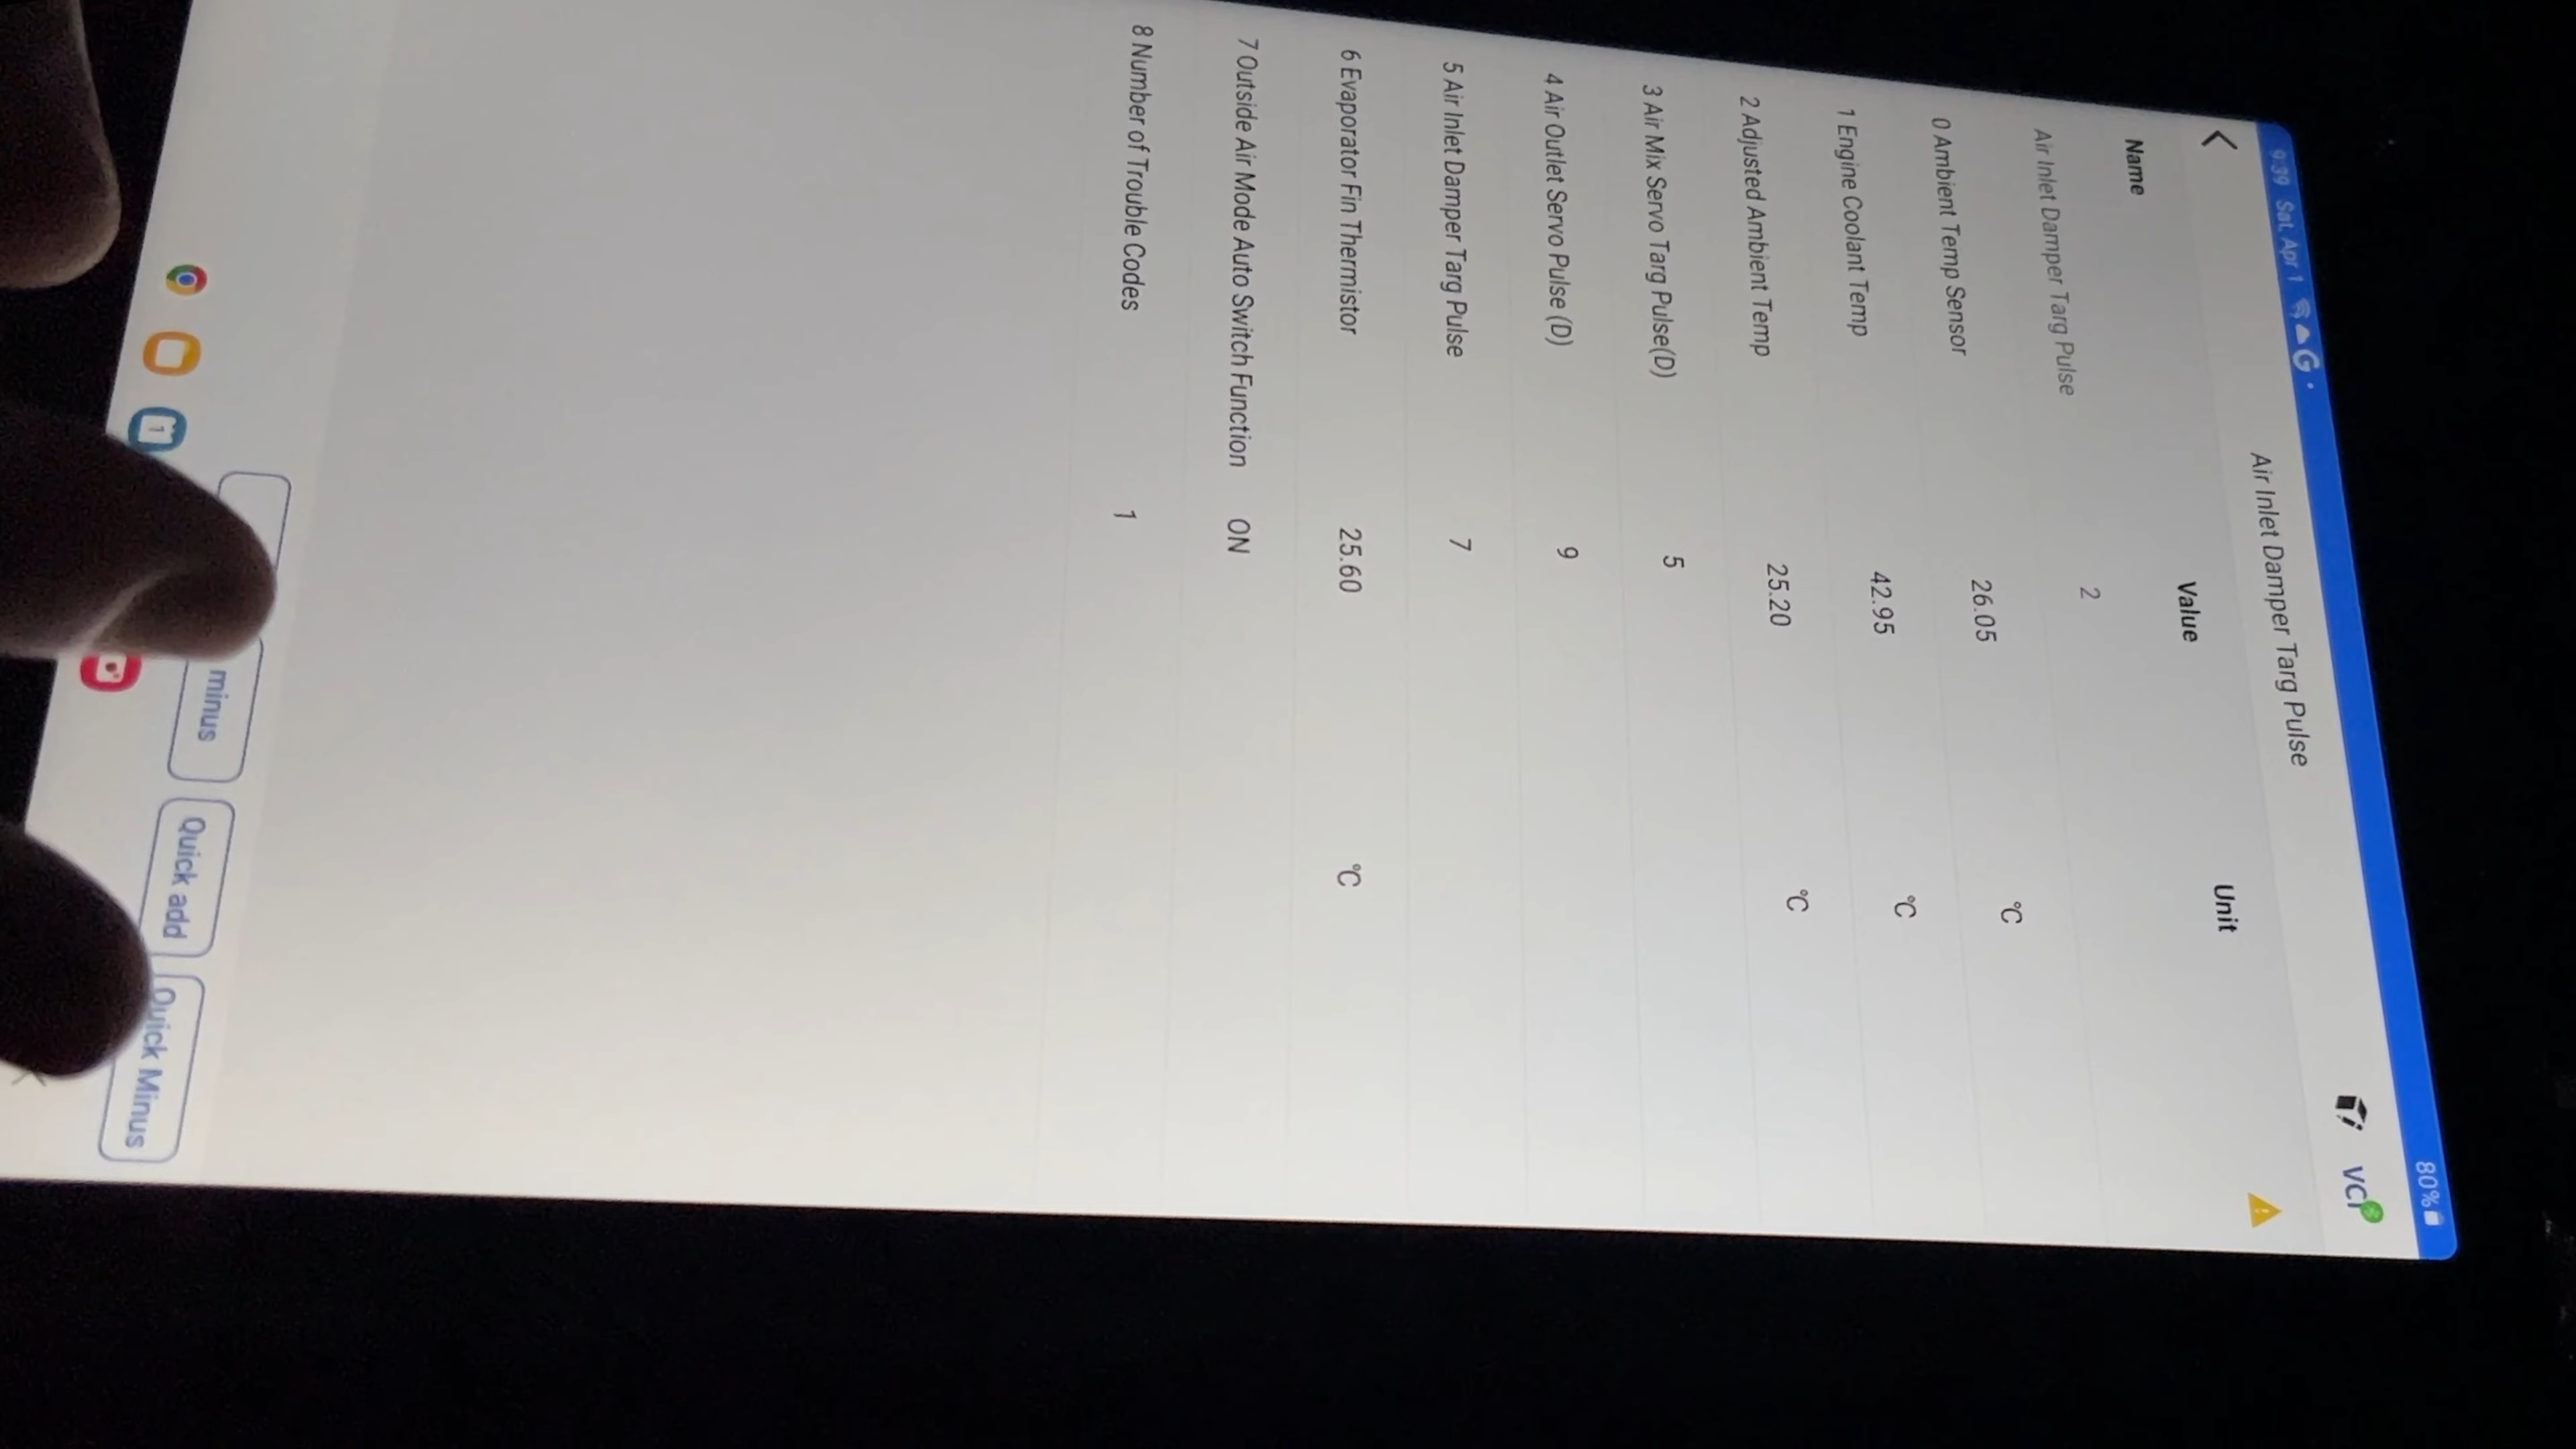 9:39 Sat, Apr 1 G 80%
Air Inlet Damper Targ Pulse VCI
Name Value Unit
Air Inlet Damper Targ Pulse 2
0 Ambient Temp Sensor 26.05 °C
1 Engine Coolant Temp 42.95 °C
2 Adjusted Ambient Temp 25.20 °C
3 Air Mix Servo Targ Pulse(D) 5
4 Air Outlet Servo Pulse (D) 9
5 Air Inlet Damper Targ Pulse 7
6 Evaporator Fin Thermistor 25.60 °C
7 Outside Air Mode Auto Switch Function ON
8 Number of Trouble Codes 1
minus Quick add Quick Minus
1